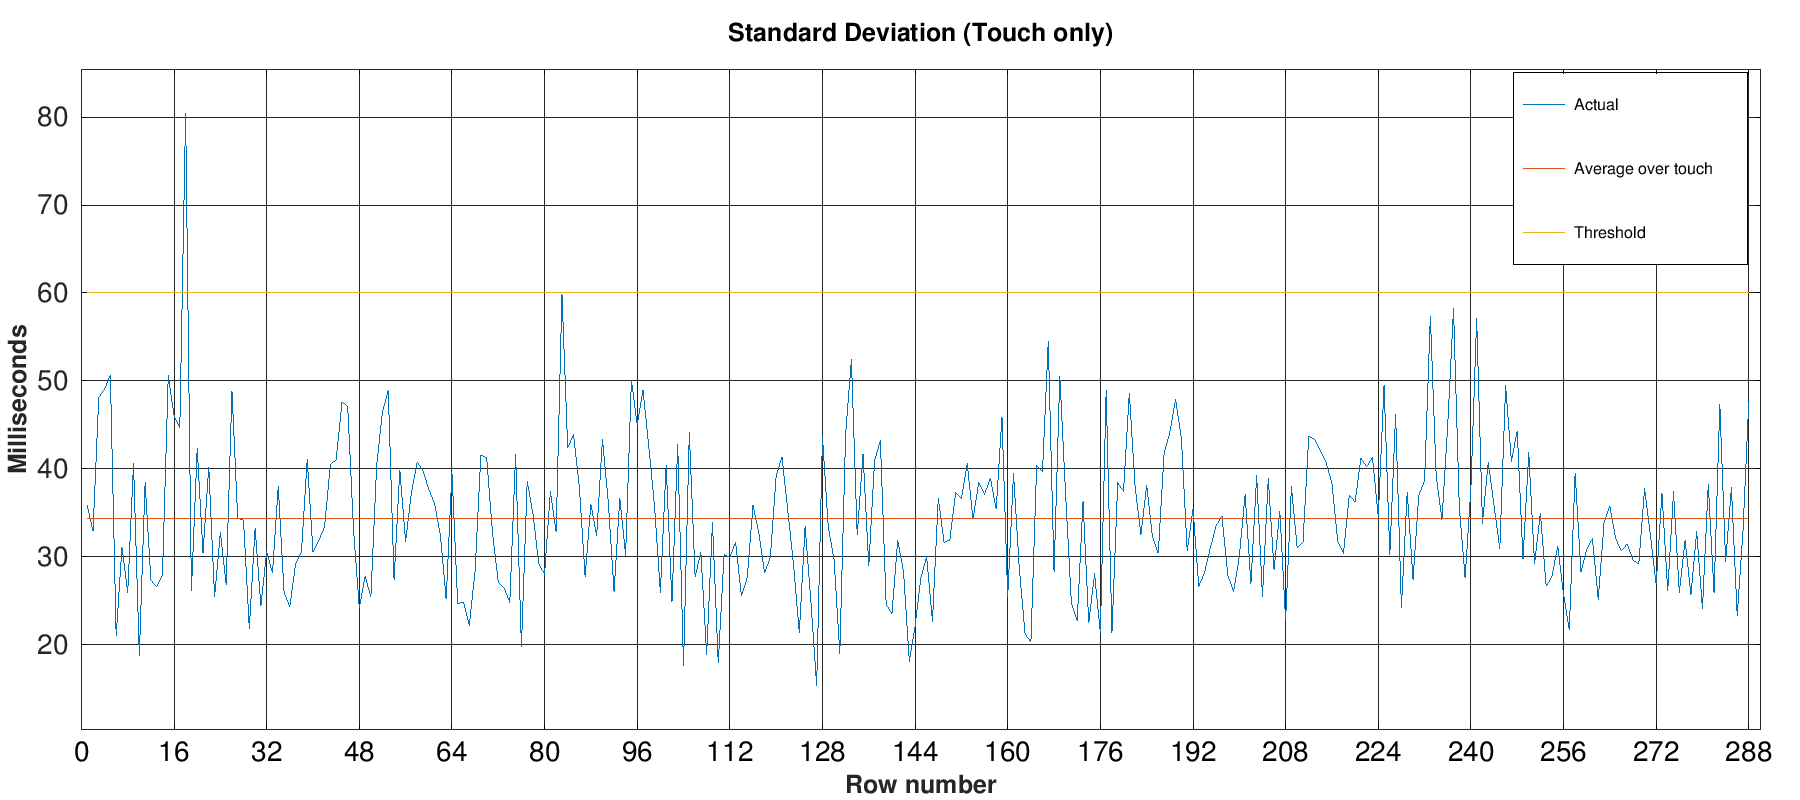 Standard Deviation (Touch only)
80
70
60
50
40
30
20
Milliseconds
Actual
Average over touch
Threshold
0 16 32 48 64 80 96 112 128 144 160 176 192 208 224 240 256 272 288
Row number